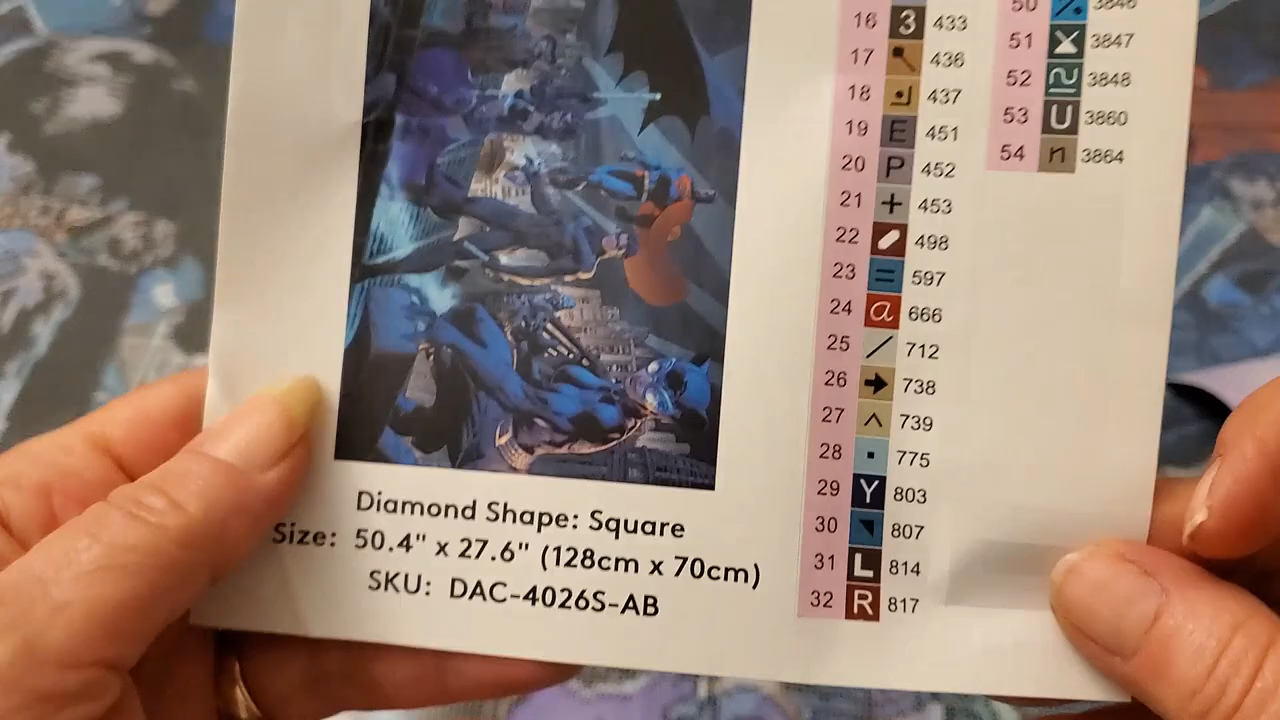 16 3 433
17 436
18 437
19 E 451
20 P 452
21 + 453
22 498
23 = 597
24 a 666
25 / 712
26 738
27 ^ 739
28 775
29 Y 803
30 807
31 L 814
32 R 817
50 3846
51 3847
52 3848
53 U 3860
54 n 3864
Diamond Shape: Square
Size: 50.4" x 27.6" (128cm x 70cm)
SKU: DAC-4026S-AB